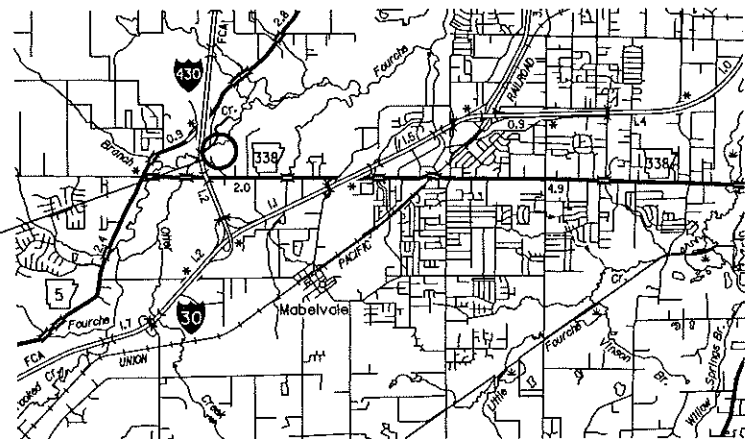 FCA
2.8
RAILROAD
1.0
430
Fourche
Cr.
0.9
Branch
338
1.5
0.9
1.4
338
2.0
4.9
1.2
1.1
Otter
2.4
1.2
PACIFIC
5
Mabelvale
Cr.
30
Fourche
1.7
Fourche
FCA
UNION
Vinson
Br.
Springs Br.
Creek
Little
Willow